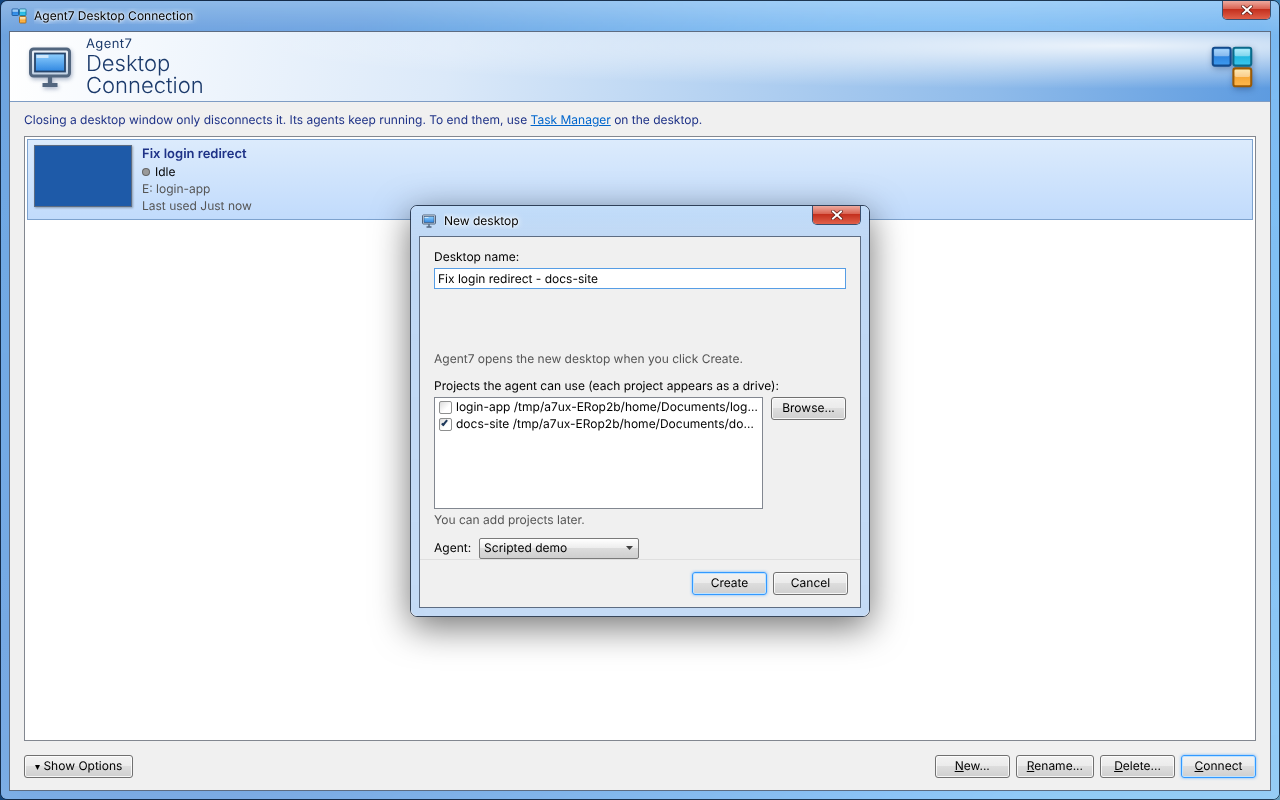 Agent7 Desktop Connection
Agent7
Desktop
Connection
Closing a desktop window only disconnects it. Its agents keep running. To end them, use Task Manager on the desktop.
Fix login redirect
Idle
E: login-app
Last used Just now
New desktop
Desktop name:
Fix login redirect - docs-site
Agent7 opens the new desktop when you click Create.
Projects the agent can use (each project appears as a drive):
login-app /tmp/a7ux-ERop2b/home/Documents/log...
Browse...
docs-site /tmp/a7ux-ERop2b/home/Documents/do...
You can add projects later.
Agent: Scripted demo
Create Cancel
Show Options New... Rename... Delete... Connect